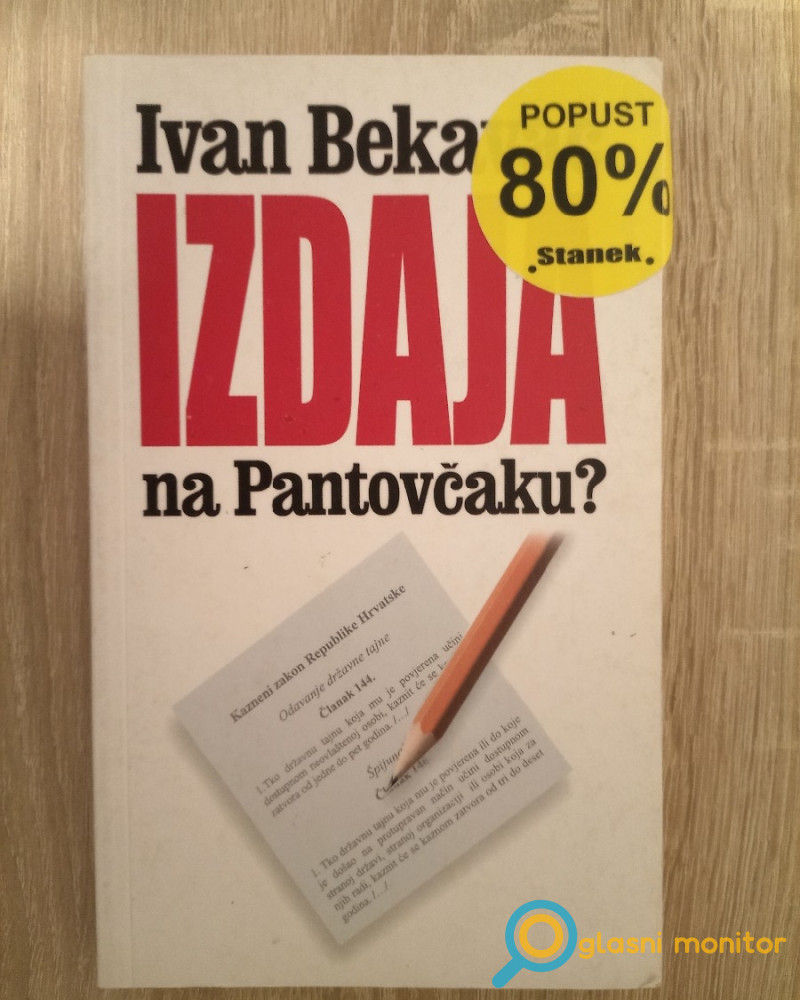 Ivan Beka
POPUST
80%
.Stanek.
IZDAJA
na Pantovčaku?
Kazneni zakon Republike Hrvatske
Odavanje državne tajne
Članak 144.
1.Tko državnu tajnu koja mu je povjerena učini
dostupnom neovlaštenoj osobi, kaznit će se
zatvora od jedne do pet godina. /.../
146.
1. Tko državnu tajnu koja mu je povjerena ili do koje
je došao na protupravan način učini dostupnom
stranoj državi, stranoj organizaciji ili osobi koja za
njih radi, kaznit će se kaznom zatvora od tri do deset
godina. /.../
Oglasni monitor